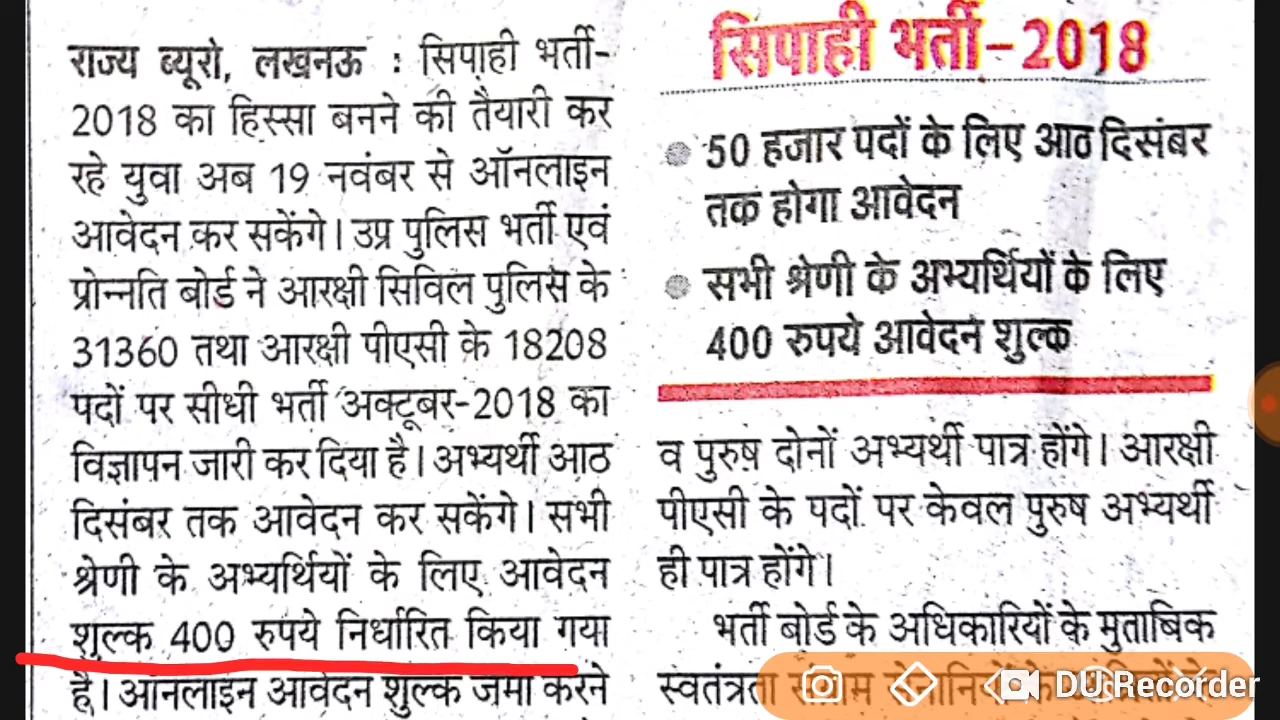 राज्य ब्यूरो, लखनऊ : सिपाही भर्ती-
2018 का हिस्सा बनने की तैयारी कर
रहे युवा अब 19 नवंबर से ऑनलाइन
आवेदन कर सकेंगे। उप्र पुलिस भर्ती एवं
प्रोन्नति बोर्ड ने आरक्षी सिविल पुलिस के
31360 तथा आरक्षी पीएसी के 18208
पदों पर सीधी भर्ती अक्टूबर-2018 का
विज्ञापन जारी कर दिया है। अभ्यर्थी आठ
दिसंबर तक आवेदन कर सकेंगे। सभी
श्रेणी के अभ्यर्थियों के लिए आवेदन
शुल्क 400 रुपये निर्धारित किया गया
है। ऑनलाइन आवेदन शुल्क जमा करने
सिपाही भर्ती-2018
50 हजार पदों के लिए आठ दिसंबर
तक होगा आवेदन
सभी श्रेणी के अभ्यर्थियों के लिए
400 रुपये आवेदन शुल्क
व पुरुष दोनों अभ्यर्थी पात्र होंगे। आरक्षी
पीएसी के पदों पर केवल पुरुष अभ्यर्थी
ही पात्र होंगे।
भर्ती बोर्ड के अधिकारियों के मुताबिक
स्वतंत्रता
DU Recorder